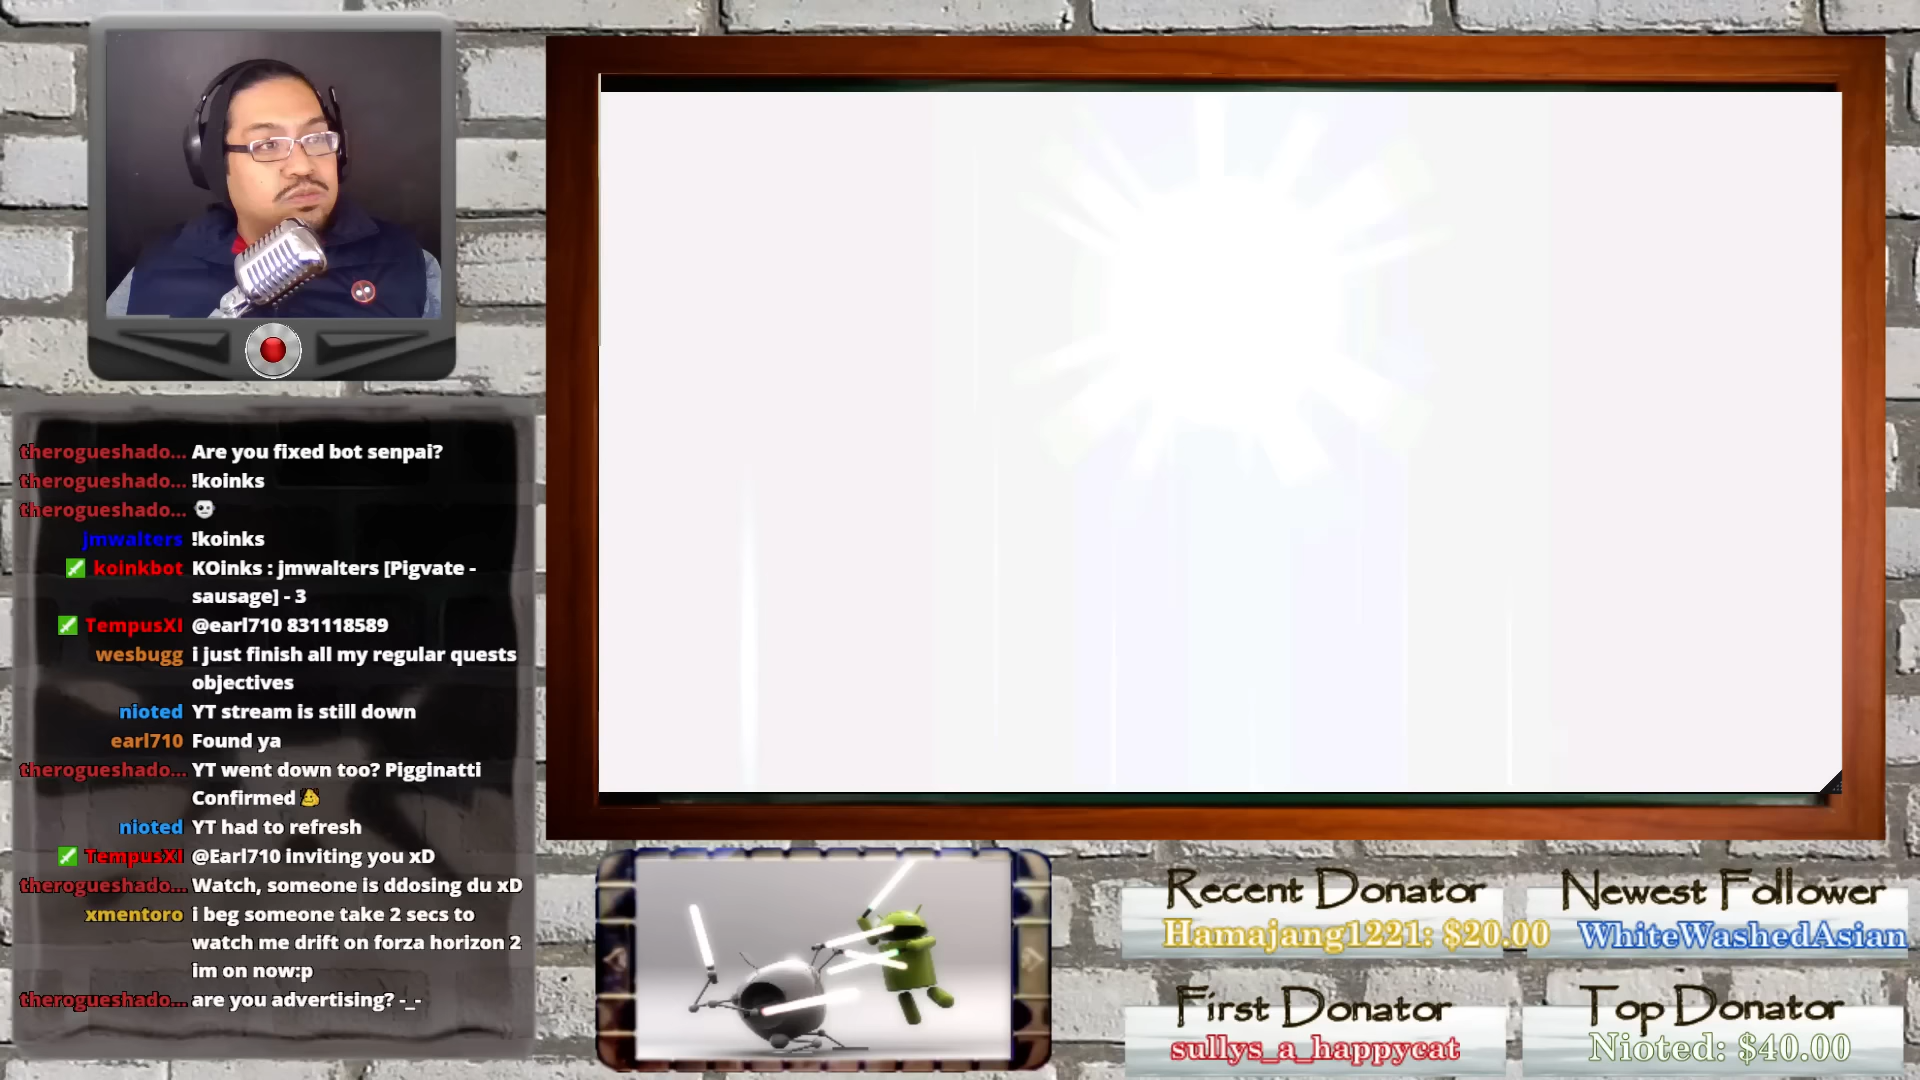 therogueshado... Are you fixed bot senpai?
therogueshado... !koinks
therogueshado...
jmwalters !koinks
koinkbot KOinks : jmwalters [Pigvate -
sausage] - 3
TempusXI @earl710 831118589
wesbugg i just finish all my regular quests
objectives
nioted YT stream is still down
earl710 Found ya
therogueshado... YT went down too? Pigginatti
Confirmed
nioted YT had to refresh
TempusXI @Earl710 inviting you xD
therogueshado... Watch, someone is ddosing du xD
xmentoro i beg someone take 2 secs to
watch me drift on forza horizon 2
im on now:p
therogueshado... are you advertising? -_-
Recent Donator
Hamajang1221: $20.00
Newest Follower
WhiteWashedAsian
First Donator
sullys_a_happycat
Top Donator
Nioted: $40.00